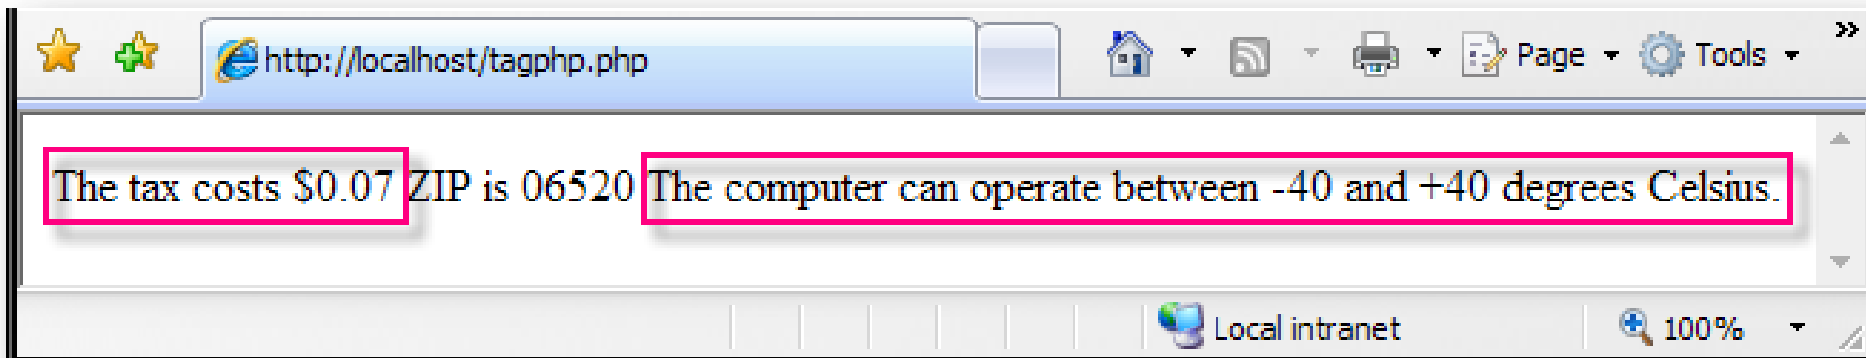 http://localhost/tagphp.php Page Tools »
The tax costs $0.07 ZIP is 06520 The computer can operate between -40 and +40 degrees Celsius.
Local intranet 100%